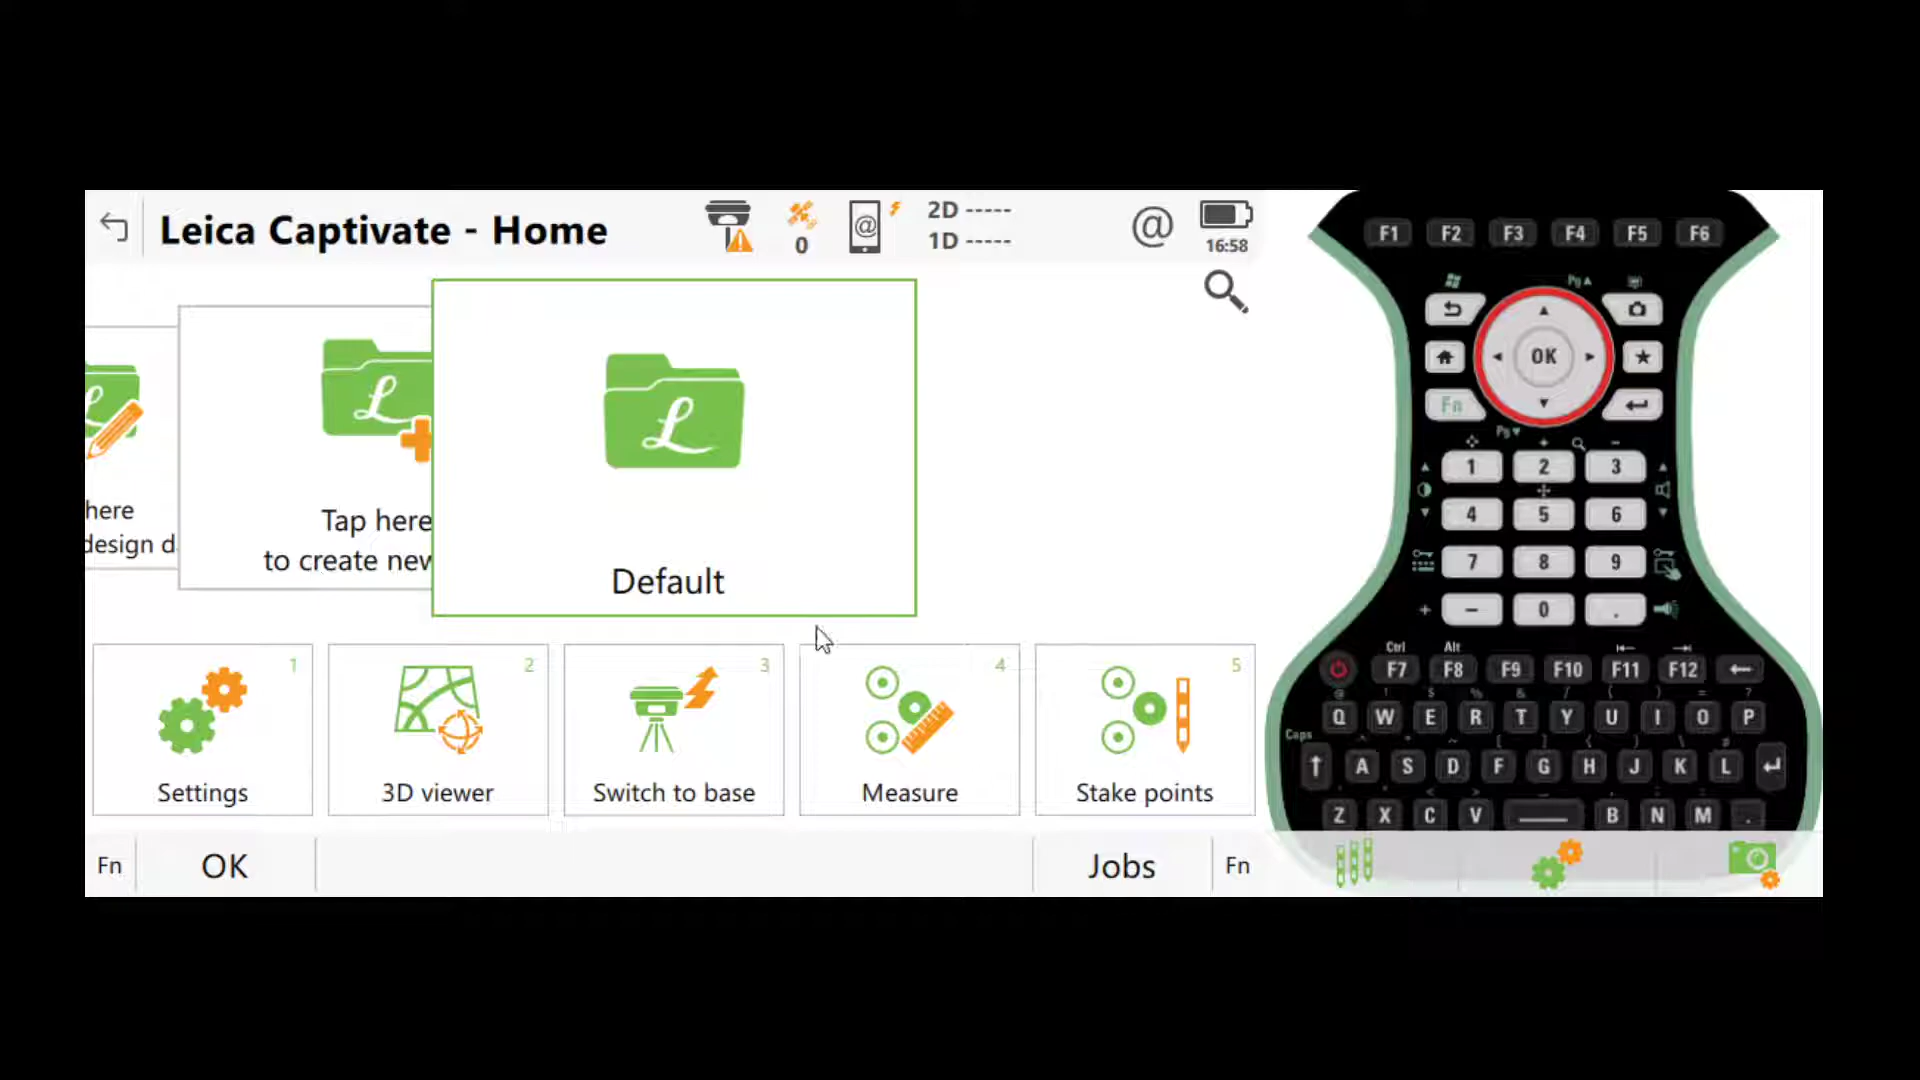 Leica Captivate - Home
0
@
2D -----
1D -----
@
16:58
here
design d
Tap here
to create new
Default
1
Settings
2
3D viewer
3
Switch to base
4
Measure
5
Stake points
Fn
OK
Jobs
Fn
F1 F2 F3 F4 F5 F6
Pg
OK
Fn
Pg
+ -
1 2 3
4 5 6
7 8 9
+ - 0 .
Ctrl Alt
F7 F8 F9 F10 F11 F12
@ ! $ % & / ( ) = ?
Q W E R T Y U I O P
Caps
A S D F G H J K L
Z X C V B N M .